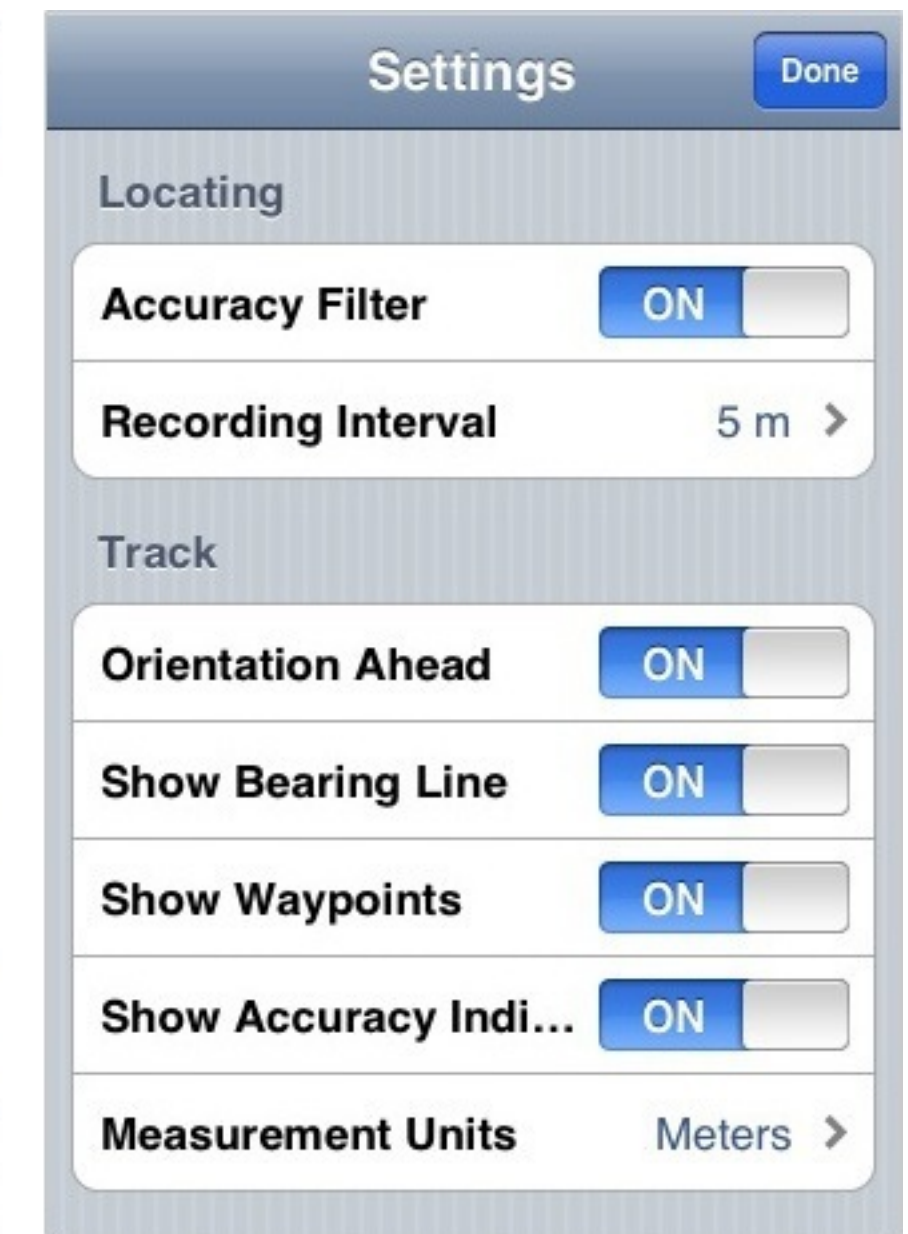 Settings
Done
Locating
Accuracy Filter ON
Recording Interval 5 m >
Track
Orientation Ahead ON
Show Bearing Line ON
Show Waypoints ON
Show Accuracy Indi... ON
Measurement Units Meters >